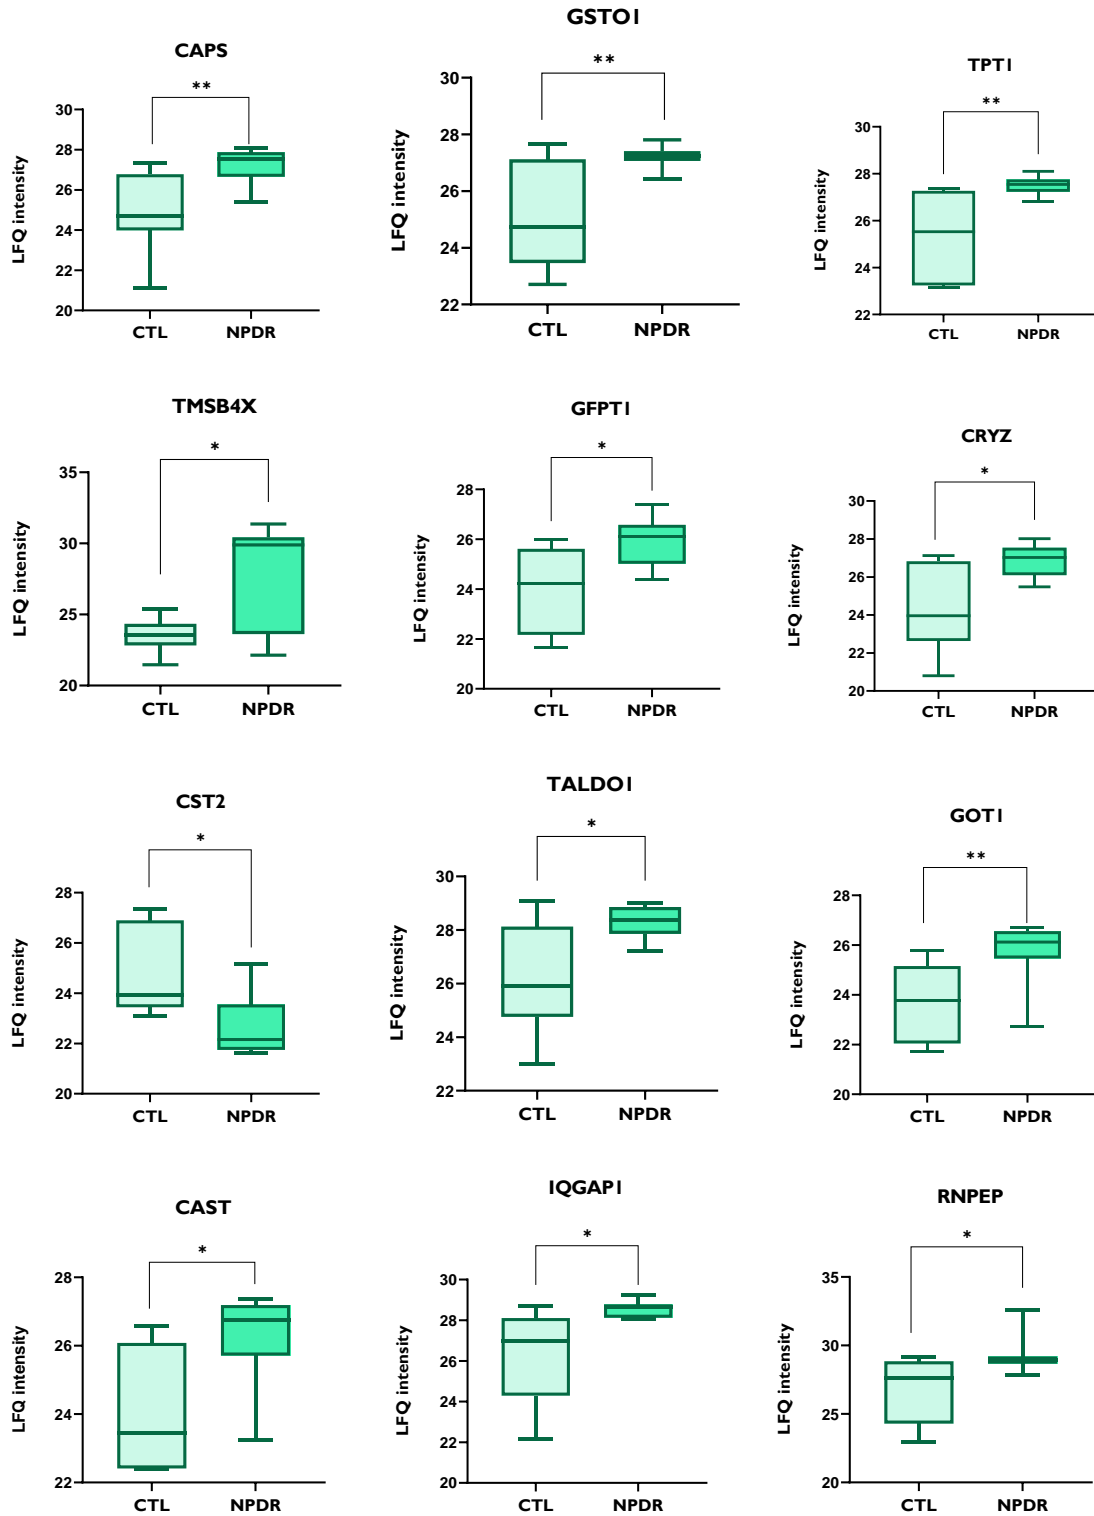 CAPS
**
LFQ intensity
30
28
26
24
22
20
CTL NPDR
GSTO1
**
LFQ intensity
30
28
26
24
22
CTL NPDR
TPT1
**
LFQ intensity
30
28
26
24
22
CTL NPDR
TMSB4X
*
LFQ intensity
35
30
25
20
CTL NPDR
GFPT1
*
LFQ intensity
28
26
24
22
20
CTL NPDR
CRYZ
*
LFQ intensity
30
28
26
24
22
20
CTL NPDR
CST2
*
LFQ intensity
28
26
24
22
20
CTL NPDR
TALDO1
*
LFQ intensity
30
28
26
24
22
CTL NPDR
GOT1
**
LFQ intensity
28
26
24
22
20
CTL NPDR
CAST
*
LFQ intensity
28
26
24
22
CTL NPDR
IQGAP1
*
LFQ intensity
30
28
26
24
22
20
CTL NPDR
RNPEP
*
LFQ intensity
35
30
25
20
CTL NPDR